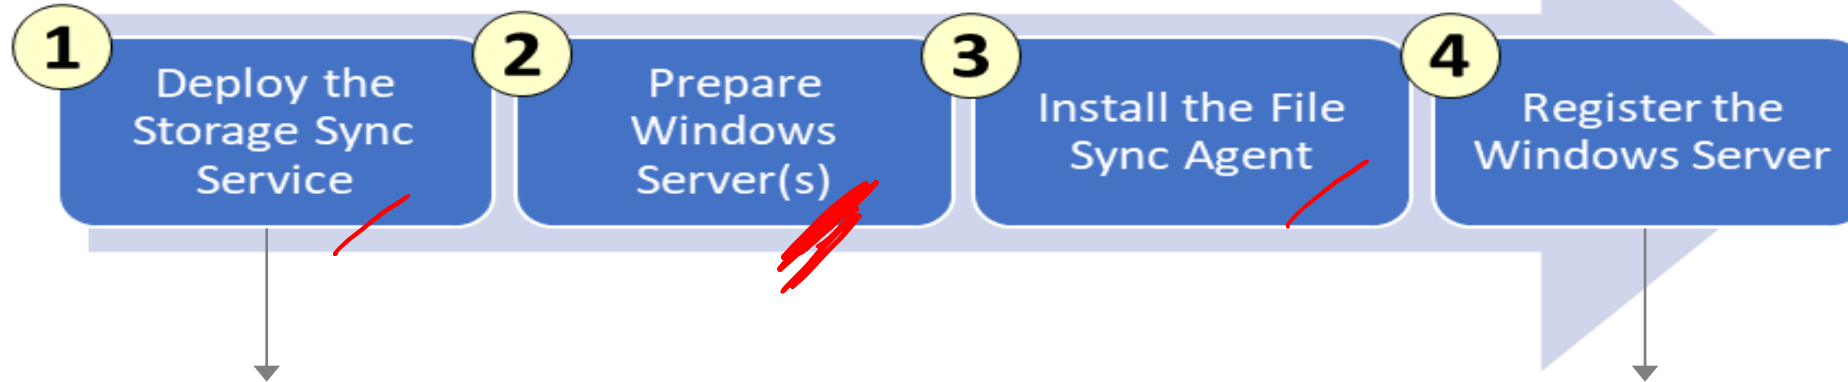 1
Deploy the
Storage Sync
Service
2
Prepare
Windows
Server(s)
3
Install the File
Sync Agent
4
Register the
Windows Server